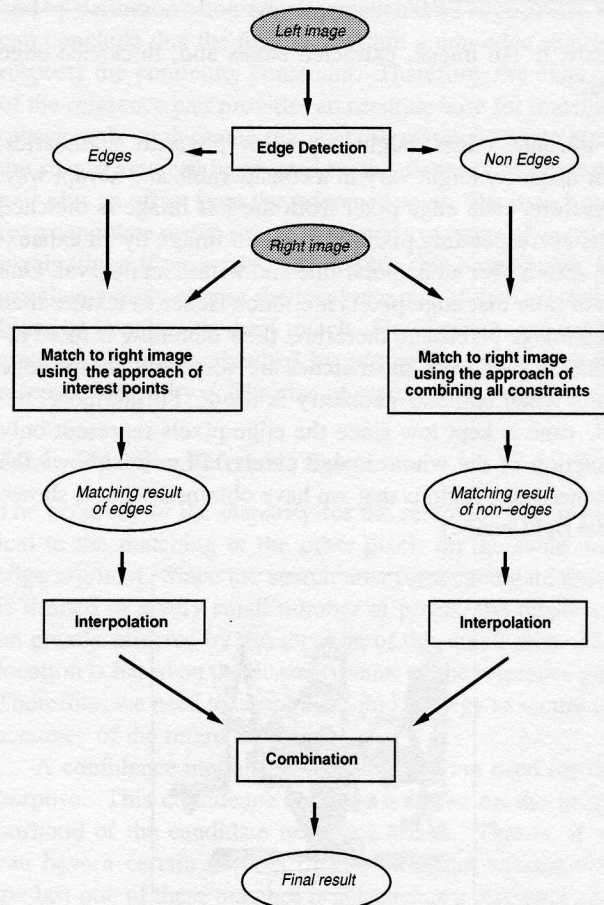 Left image
Edges
Edge Detection
Non Edges
Right image
Match to right image
using the approach of
interest points
Match to right image
using the approach of
combining all constraints
Matching result
of edges
Matching result
of non-edges
Interpolation
Interpolation
Combination
Final result